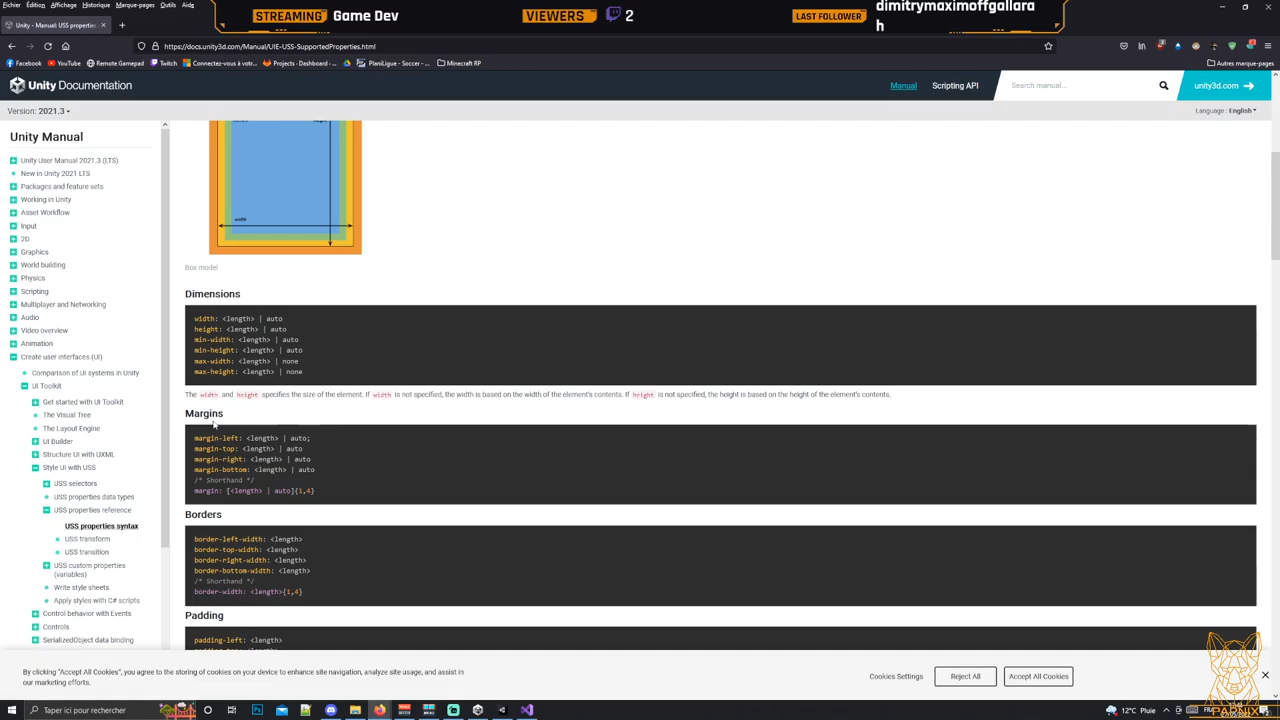 Fichier Édition Affichage Historique Marque-pages Outils Aide
STREAMING Game Dev
VIEWERS 2
LAST FOLLOWER dimitrymaximoffgallarah
Unity - Manual: USS properties
https://docs.unity3d.com/Manual/UIE-USS-SupportedProperties.html
Facebook YouTube Remote Gamepad Twitch Connectez-vous à votr... Projects - Dashboard -... PlaniLigue - Soccer -... Minecraft RP Autres marque-pages
Unity Documentation
Manual Scripting API Search manual... unity3d.com
Version: 2021.3
Language : English
Unity Manual
Unity User Manual 2021.3 (LTS)
New in Unity 2021 LTS
Packages and feature sets
Working in Unity
Asset Workflow
Input
2D
Graphics
World building
Physics
Scripting
Multiplayer and Networking
Audio
Video overview
Animation
Create user interfaces (UI)
Comparison of UI systems in Unity
UI Toolkit
Get started with UI Toolkit
The Visual Tree
The Layout Engine
UI Builder
Structure UI with UXML
Style UI with USS
USS selectors
USS properties data types
USS properties reference
USS properties syntax
USS transform
USS transition
USS custom properties
(variables)
Write style sheets
Apply styles with C# scripts
Control behavior with Events
Controls
SerializedObject data binding
width
Box model
Dimensions
width: <length> | auto
height: <length> | auto
min-width: <length> | auto
min-height: <length> | auto
max-width: <length> | none
max-height: <length> | none
The width and height specifies the size of the element. If width is not specified, the width is based on the width of the element's contents. If height is not specified, the height is based on the height of the element's contents.
Margins
margin-left: <length> | auto;
margin-top: <length> | auto
margin-right: <length> | auto
margin-bottom: <length> | auto
/* Shorthand */
margin: [<length> | auto]{1,4}
Borders
border-left-width: <length>
border-top-width: <length>
border-right-width: <length>
border-bottom-width: <length>
/* Shorthand */
border-width: <length>{1,4}
Padding
padding-left: <length>
By clicking "Accept All Cookies", you agree to the storing of cookies on your device to enhance site navigation, analyze site usage, and assist in
our marketing efforts.
Cookies Settings Reject All Accept All Cookies
Taper ici pour rechercher
12°C Pluie